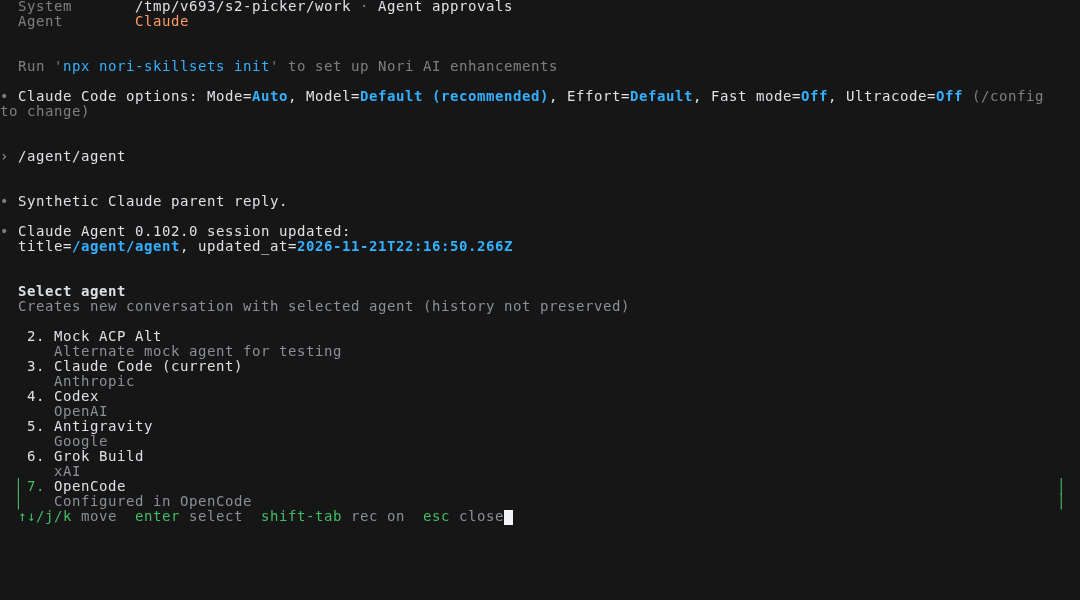 System /tmp/v693/s2-picker/work · Agent approvals
Agent Claude
Run 'npx nori-skillsets init' to set up Nori AI enhancements
• Claude Code options: Mode=Auto, Model=Default (recommended), Effort=Default, Fast mode=Off, Ultracode=Off (/config
to change)
› /agent/agent
• Synthetic Claude parent reply.
• Claude Agent 0.102.0 session updated:
title=/agent/agent, updated_at=2026-11-21T22:16:50.266Z
Select agent
Creates new conversation with selected agent (history not preserved)
2. Mock ACP Alt
Alternate mock agent for testing
3. Claude Code (current)
Anthropic
4. Codex
OpenAI
5. Antigravity
Google
6. Grok Build
xAI
7. OpenCode
Configured in OpenCode
↑↓/j/k move enter select shift-tab rec on esc close